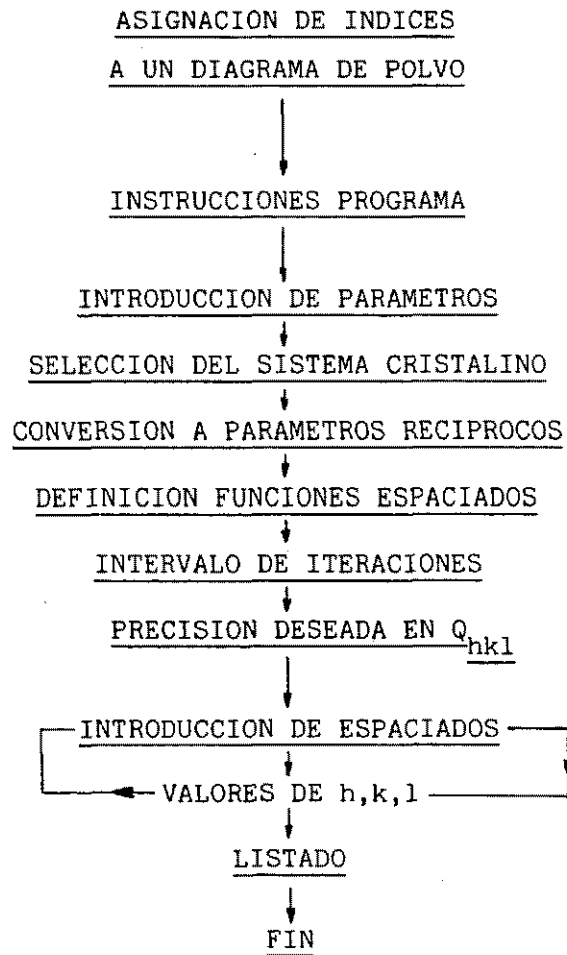 ASIGNACION DE INDICES
A UN DIAGRAMA DE POLVO
INSTRUCCIONES PROGRAMA
INTRODUCCION DE PARAMETROS
SELECCION DEL SISTEMA CRISTALINO
CONVERSION A PARAMETROS RECIPROCOS
DEFINICION FUNCIONES ESPACIADOS
INTERVALO DE ITERACIONES
PRECISION DESEADA EN Qhkl
INTRODUCCION DE ESPACIADOS
VALORES DE h,k,l
LISTADO
FIN